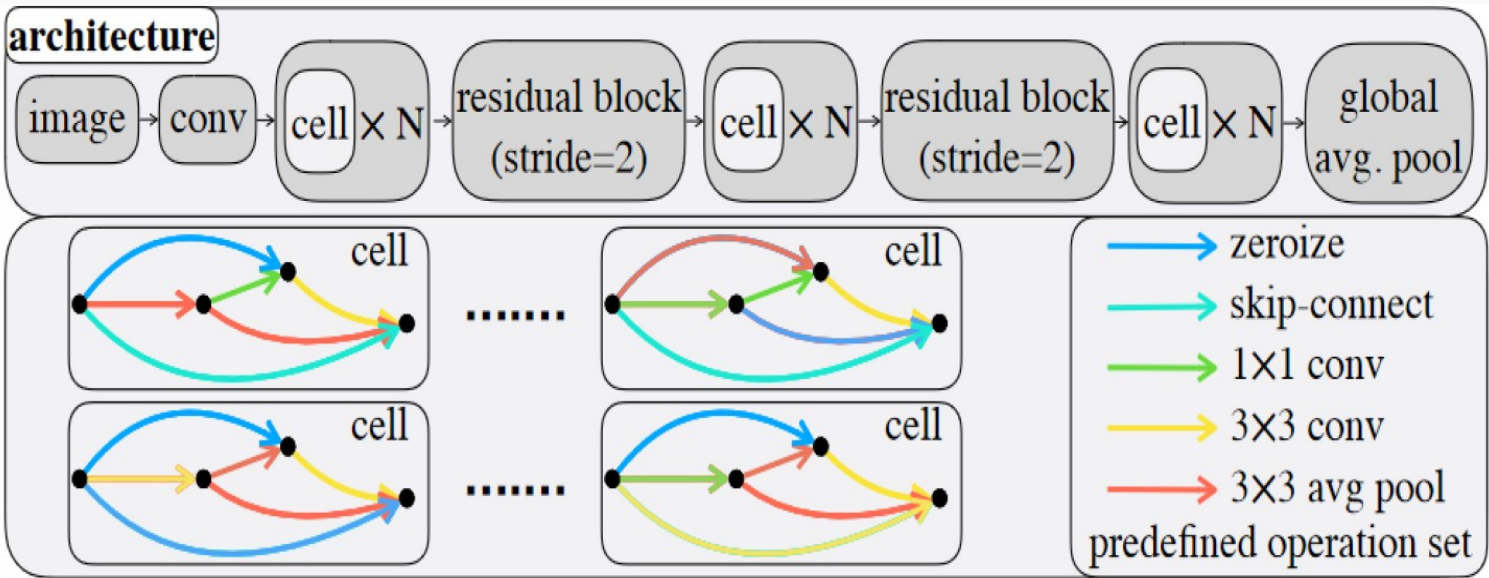 architecture
image conv cell × N residual block (stride=2) cell × N residual block (stride=2) cell × N global avg. pool
cell
cell
cell
cell
.......
.......
zeroize
skip-connect
1×1 conv
3×3 conv
3×3 avg pool
predefined operation set